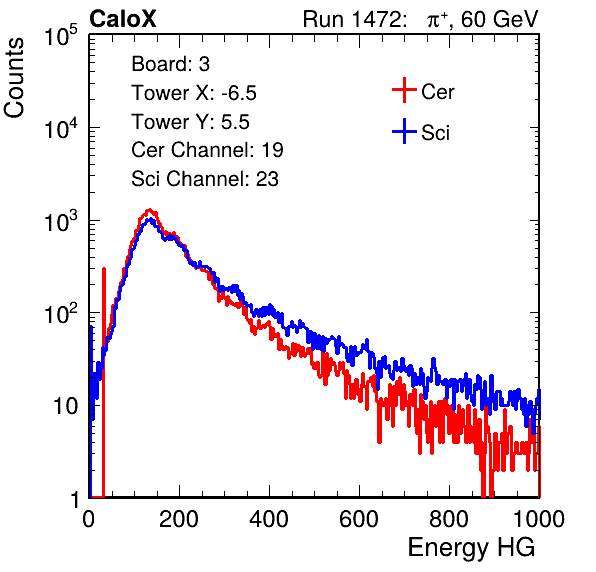 CaloX Run 1472: π⁺, 60 GeV
Counts
Board: 3
Tower X: -6.5
Tower Y: 5.5
Cer Channel: 19
Sci Channel: 23
Cer
Sci
10⁵
10⁴
10³
10²
10
1
0 200 400 600 800 1000
Energy HG